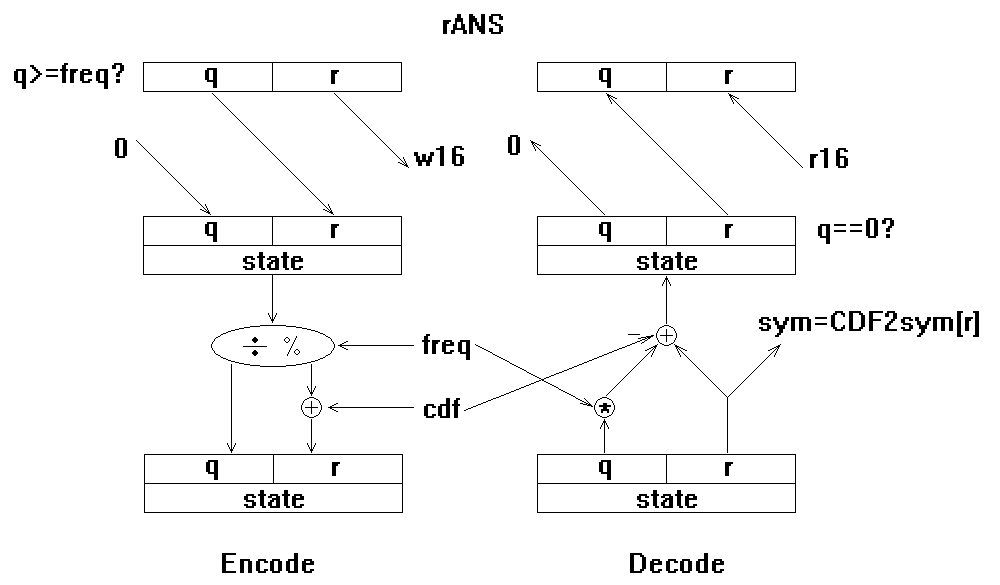 rANS
q>=freq?
q r
q r
0
w16
0
r16
q r
state
q r
state
q==0?
÷ %
freq
cdf
+
−
+
*
sym=CDF2sym[r]
q r
state
q r
state
Encode
Decode